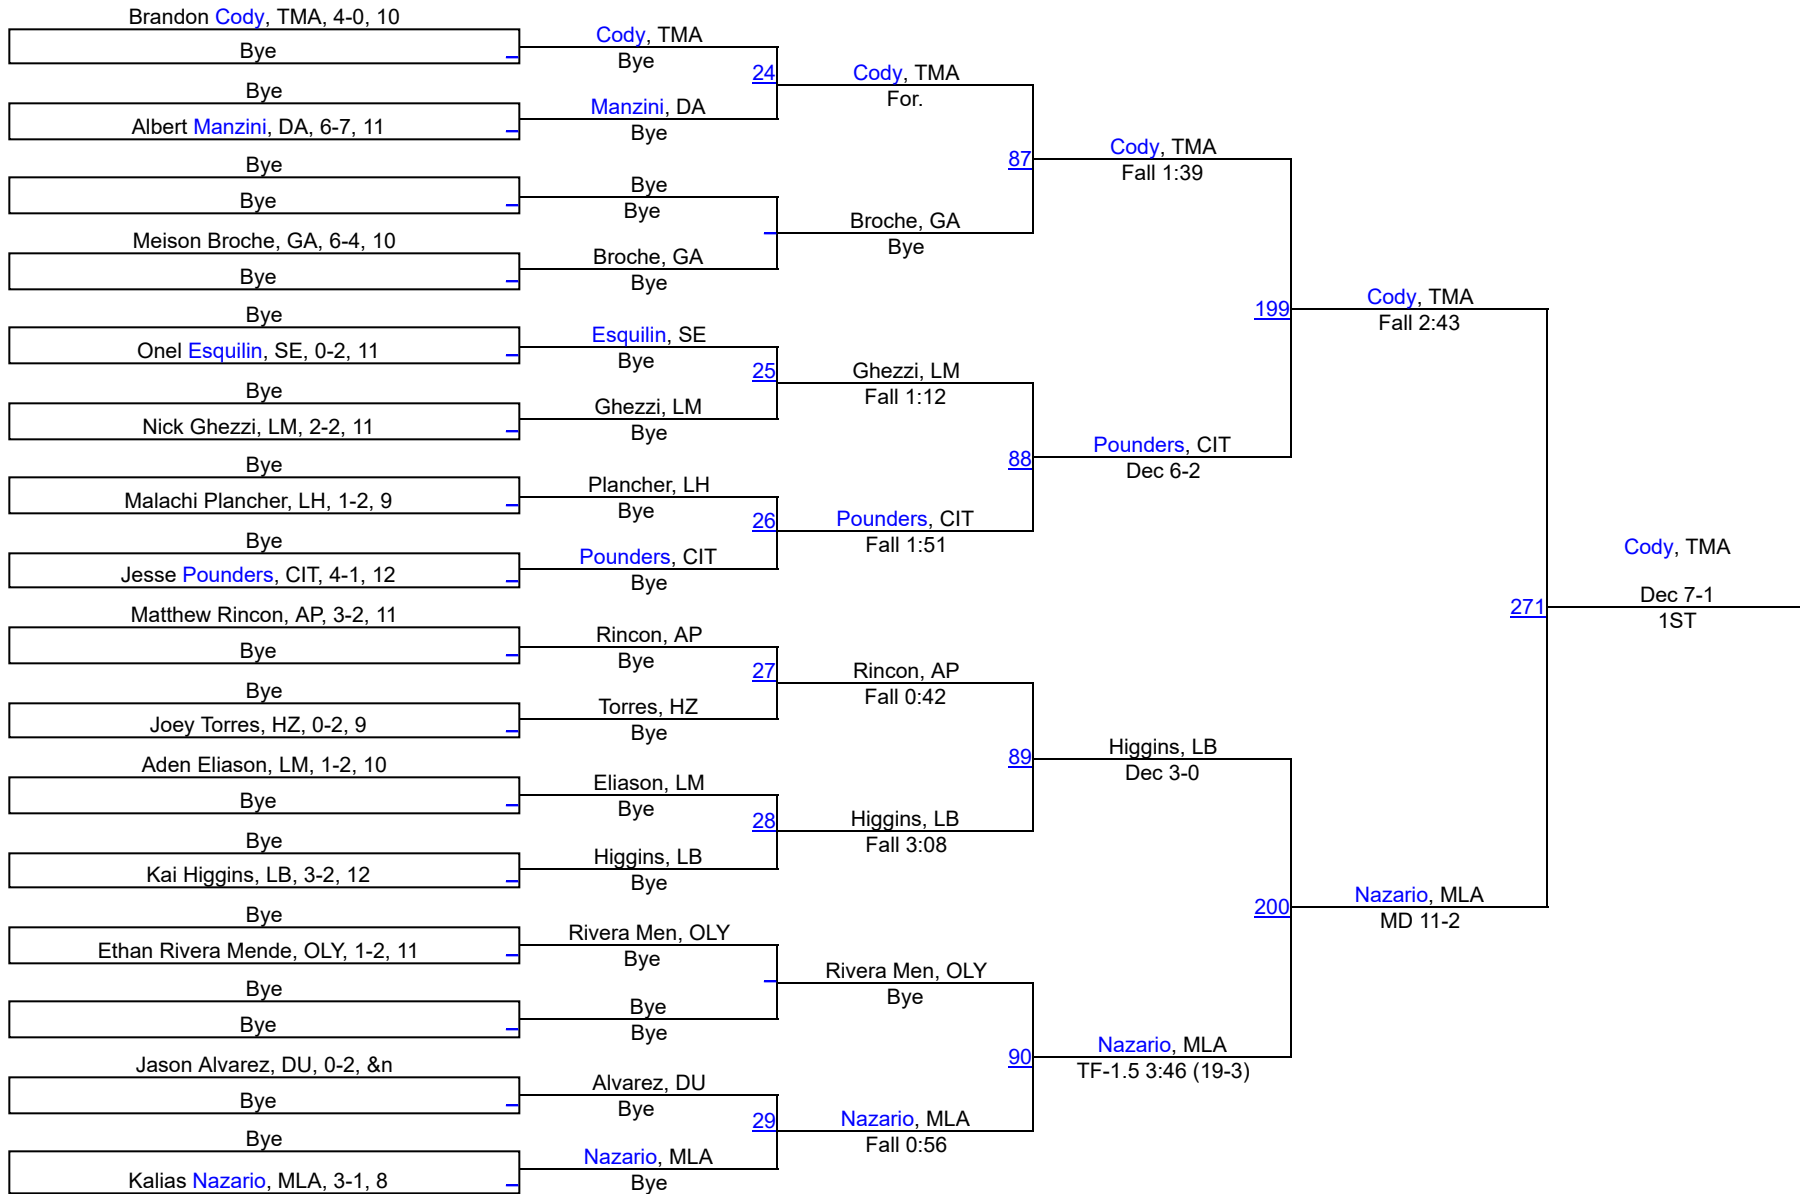 Brandon Cody, TMA, 4-0, 10
Bye
Bye
Albert Manzini, DA, 6-7, 11
Bye
Bye
Meison Broche, GA, 6-4, 10
Bye
Bye
Onel Esquilin, SE, 0-2, 11
Bye
Nick Ghezzi, LM, 2-2, 11
Bye
Malachi Plancher, LH, 1-2, 9
Bye
Jesse Pounders, CIT, 4-1, 12
Matthew Rincon, AP, 3-2, 11
Bye
Bye
Joey Torres, HZ, 0-2, 9
Aden Eliason, LM, 1-2, 10
Bye
Bye
Kai Higgins, LB, 3-2, 12
Bye
Ethan Rivera Mende, OLY, 1-2, 11
Bye
Bye
Jason Alvarez, DU, 0-2, &n
Bye
Bye
Kalias Nazario, MLA, 3-1, 8
Cody, TMA
Bye
24
Manzini, DA
Bye
Bye
Bye
Broche, GA
Bye
Esquilin, SE
Bye
25
Ghezzi, LM
Bye
Plancher, LH
Bye
26
Pounders, CIT
Bye
Rincon, AP
Bye
27
Torres, HZ
Bye
Eliason, LM
Bye
28
Higgins, LB
Bye
Rivera Men, OLY
Bye
Bye
Bye
Alvarez, DU
Bye
29
Nazario, MLA
Bye
Cody, TMA
For.
87
Broche, GA
Bye
Ghezzi, LM
Fall 1:12
88
Pounders, CIT
Fall 1:51
Rincon, AP
Fall 0:42
89
Higgins, LB
Fall 3:08
Rivera Men, OLY
Bye
90
Nazario, MLA
Fall 0:56
Cody, TMA
Fall 1:39
199
Pounders, CIT
Dec 6-2
Higgins, LB
Dec 3-0
200
Nazario, MLA
TF-1.5 3:46 (19-3)
Cody, TMA
Fall 2:43
271
Nazario, MLA
MD 11-2
Cody, TMA
Dec 7-1
1ST